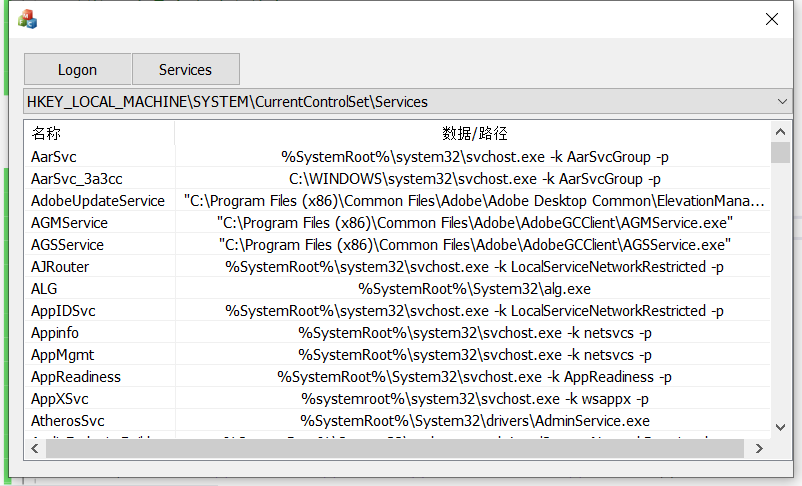 Logon Services
HKEY_LOCAL_MACHINE\SYSTEM\CurrentControlSet\Services
名称 数据/路径
AarSvc %SystemRoot%\system32\svchost.exe -k AarSvcGroup -p
AarSvc_3a3cc C:\WINDOWS\system32\svchost.exe -k AarSvcGroup -p
AdobeUpdateService "C:\Program Files (x86)\Common Files\Adobe\Adobe Desktop Common\ElevationMana...
AGMService "C:\Program Files (x86)\Common Files\Adobe\AdobeGCClient\AGMService.exe"
AGSService "C:\Program Files (x86)\Common Files\Adobe\AdobeGCClient\AGSService.exe"
AJRouter %SystemRoot%\system32\svchost.exe -k LocalServiceNetworkRestricted -p
ALG %SystemRoot%\System32\alg.exe
AppIDSvc %SystemRoot%\system32\svchost.exe -k LocalServiceNetworkRestricted -p
Appinfo %SystemRoot%\system32\svchost.exe -k netsvcs -p
AppMgmt %SystemRoot%\system32\svchost.exe -k netsvcs -p
AppReadiness %SystemRoot%\System32\svchost.exe -k AppReadiness -p
AppXSvc %systemroot%\system32\svchost.exe -k wsappx -p
AtherosSvc %SystemRoot%\System32\drivers\AdminService.exe